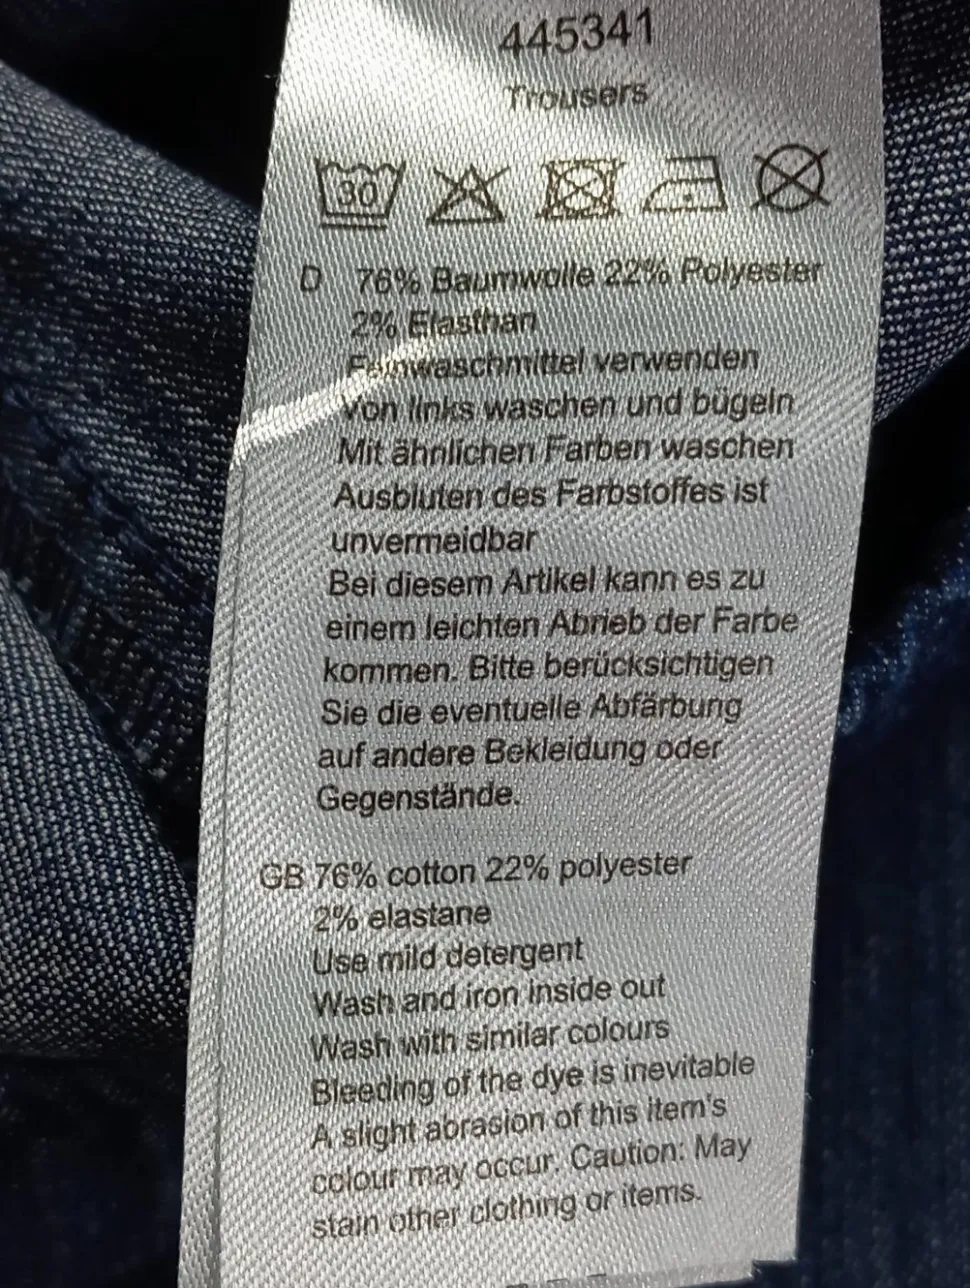 445341
Trousers
30
D 76% Baumwolle 22% Polyester
2% Elasthan
Feinwaschmittel verwenden
Von links waschen und bügeln
Mit ähnlichen Farben waschen
Ausbluten des Farbstoffes ist
unvermeidbar
Bei diesem Artikel kann es zu
einem leichten Abrieb der Farbe
kommen. Bitte berücksichtigen
Sie die eventuelle Abfärbung
auf andere Bekleidung oder
Gegenstände.
GB 76% cotton 22% polyester
2% elastane
Use mild detergent
Wash and iron inside out
Wash with similar colours
Bleeding of the dye is inevitable
A slight abrasion of this item's
colour may occur. Caution: May
stain other clothing or items.